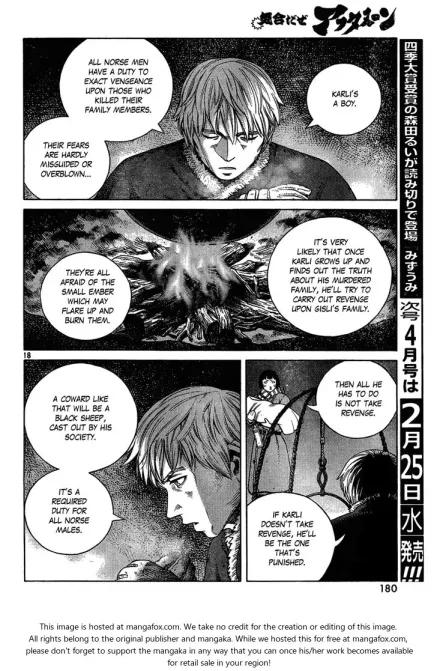 気合だぜ アフタヌーン
四季大賞受賞の森田るいが読み切りで登場 みずうみ 次号4月号は2月25日水発売!!!
KARLI'S
A BOY.
ALL NORSE MEN
HAVE A DUTY TO
EXACT VENGEANCE
UPON THOSE WHO
KILLED THEIR
FAMILY MEMBERS.
THEIR FEARS
ARE HARDLY
MISGUIDED OR
OVERBLOWN...
IT'S VERY
LIKELY THAT ONCE
KARLI GROWS UP AND
FINDS OUT THE TRUTH
ABOUT HIS MURDERED
FAMILY, HE'LL TRY TO
CARRY OUT REVENGE
UPON GISLI'S FAMILY.
THEY'RE ALL
AFRAID OF THE
SMALL EMBER
WHICH MAY
FLARE UP AND
BURN THEM.
18
THEN ALL HE
HAS TO DO
IS NOT TAKE
REVENGE.
IF KARLI
DOESN'T TAKE
REVENGE, HE'LL
BE THE ONE
THAT'S
PUNISHED.
A COWARD LIKE
THAT WILL BE A
BLACK SHEEP,
CAST OUT BY HIS
SOCIETY.
IT'S A
REQUIRED
DUTY FOR
ALL NORSE
MALES.
180
This image is hosted at mangafox.com. We take no credit for the creation or editing of this image.
All rights belong to the original publisher and mangaka. While we hosted this for free at mangafox.com,
please don't forget to support the mangaka in any way that you can once his/her work becomes available
for retail sale in your region!